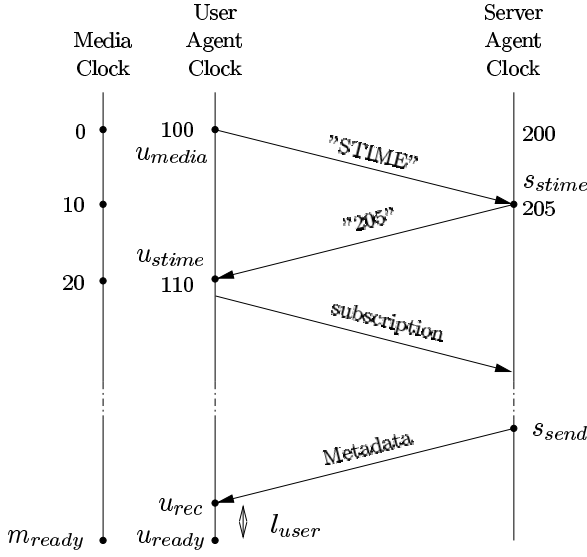 User
Server
Media
Agent
Agent
Clock
Clock
Clock
0
100
200
u_media
"STIME"
s_stime
10
205
"205"
u_stime
20
110
subscription
s_send
Metadata
u_rec
l_user
m_ready
u_ready